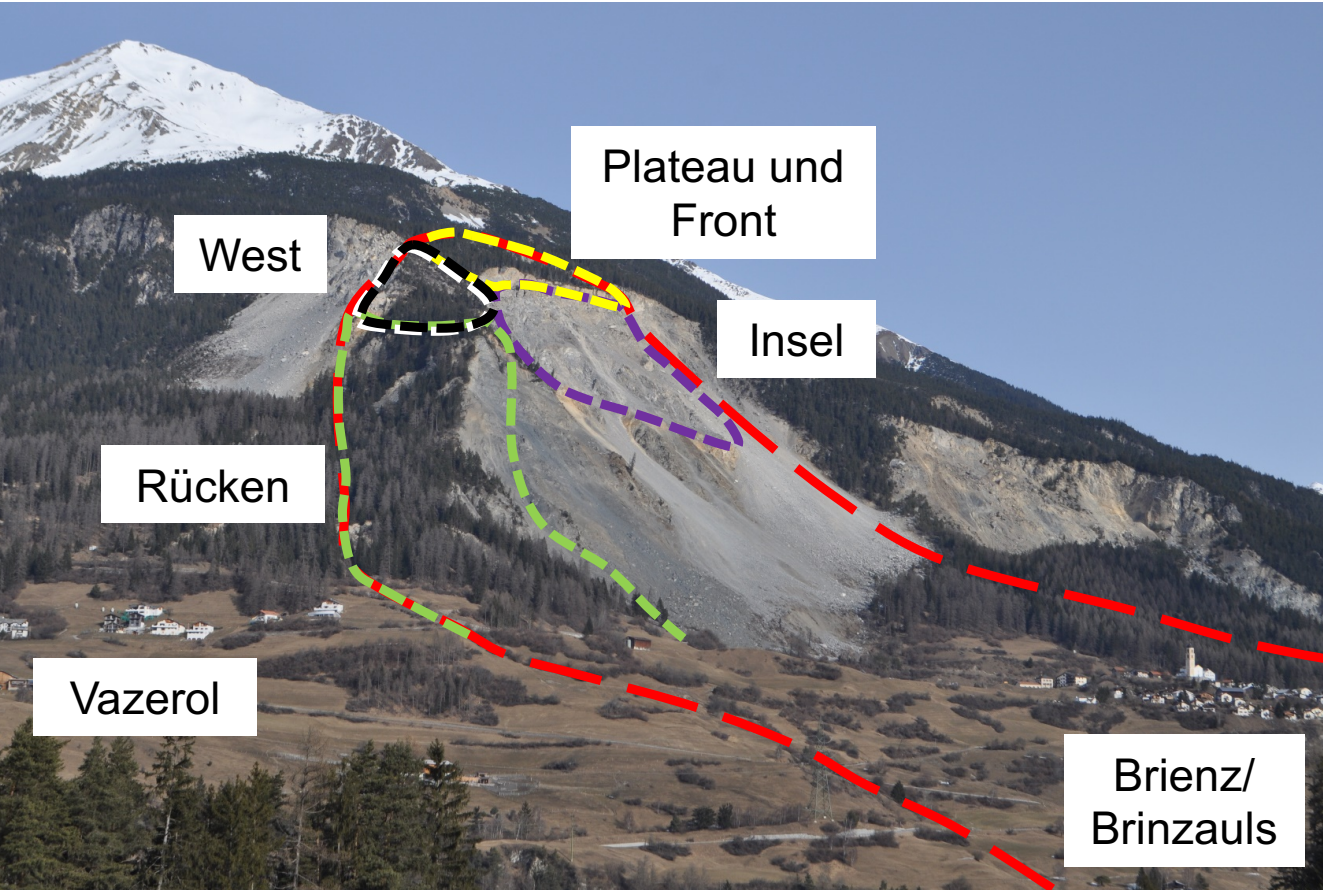 Plateau und
Front
West
Insel
Rücken
Vazerol
Brienz/
Brinzauls